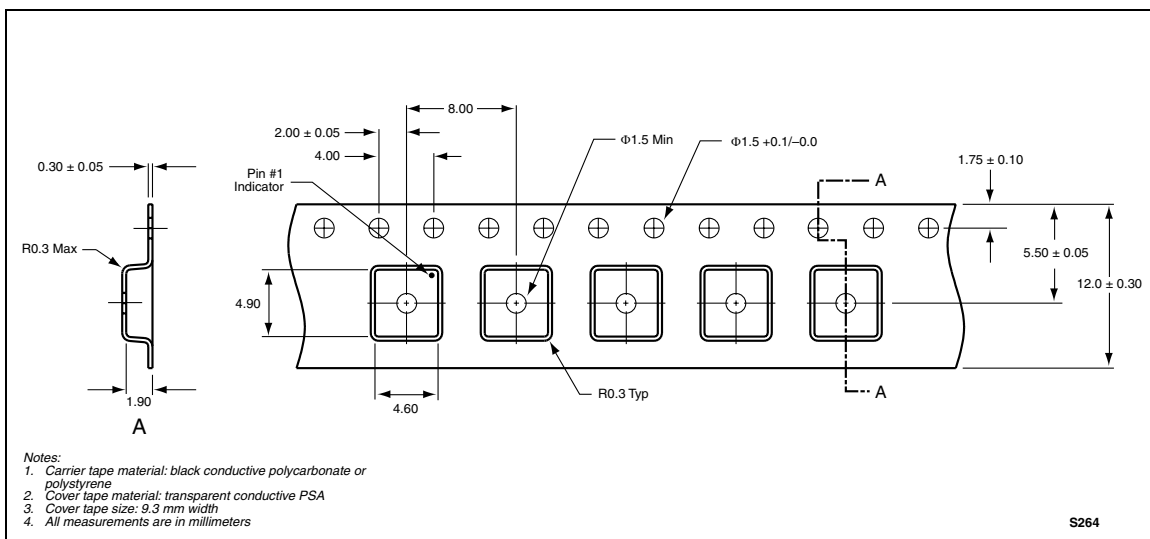 8.00
2.00 ± 0.05
Φ1.5 Min
Φ1.5 +0.1/–0.0
4.00
1.75 ± 0.10
0.30 ± 0.05
Pin #1
Indicator
A
R0.3 Max
5.50 ± 0.05
4.90
12.0 ± 0.30
R0.3 Typ
A
1.90
4.60
A
Notes:
1. Carrier tape material: black conductive polycarbonate or
polystyrene
2. Cover tape material: transparent conductive PSA
3. Cover tape size: 9.3 mm width
4. All measurements are in millimeters
S264